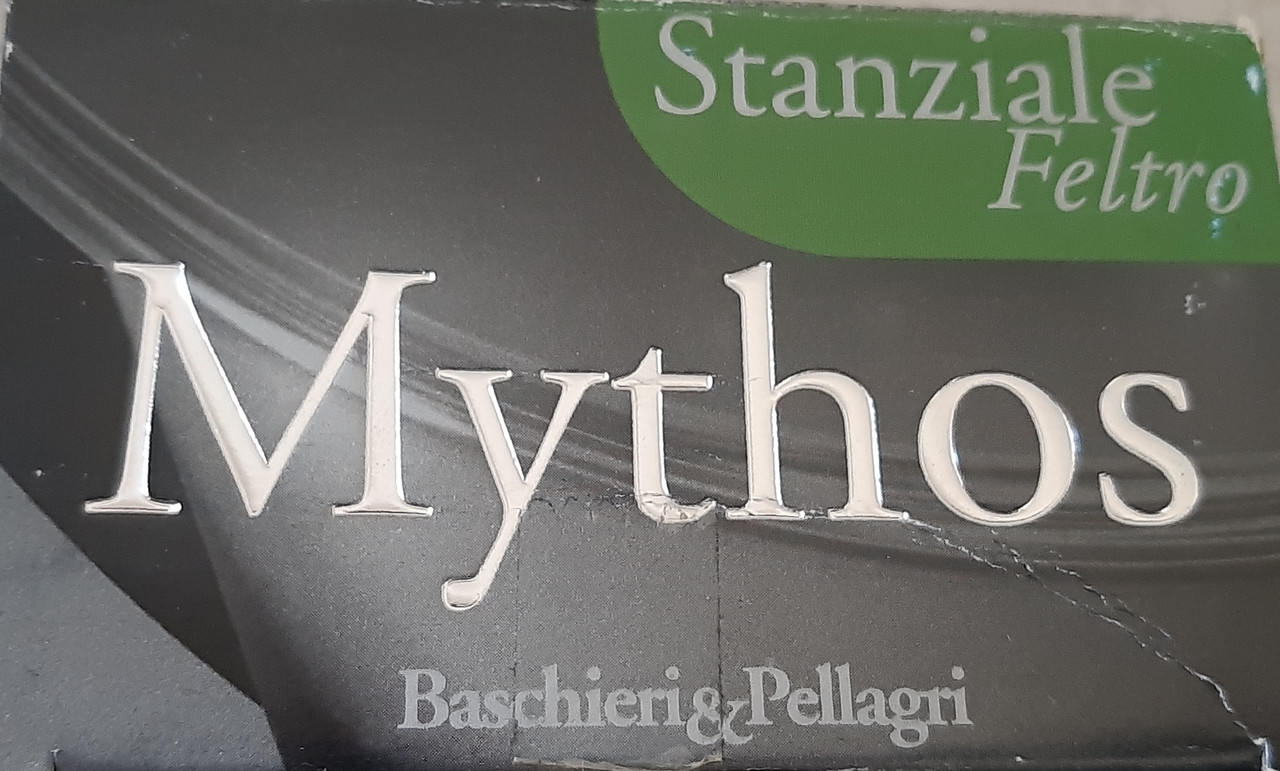 Stanziale
Feltro
Mythos
Baschieri&Pellagri